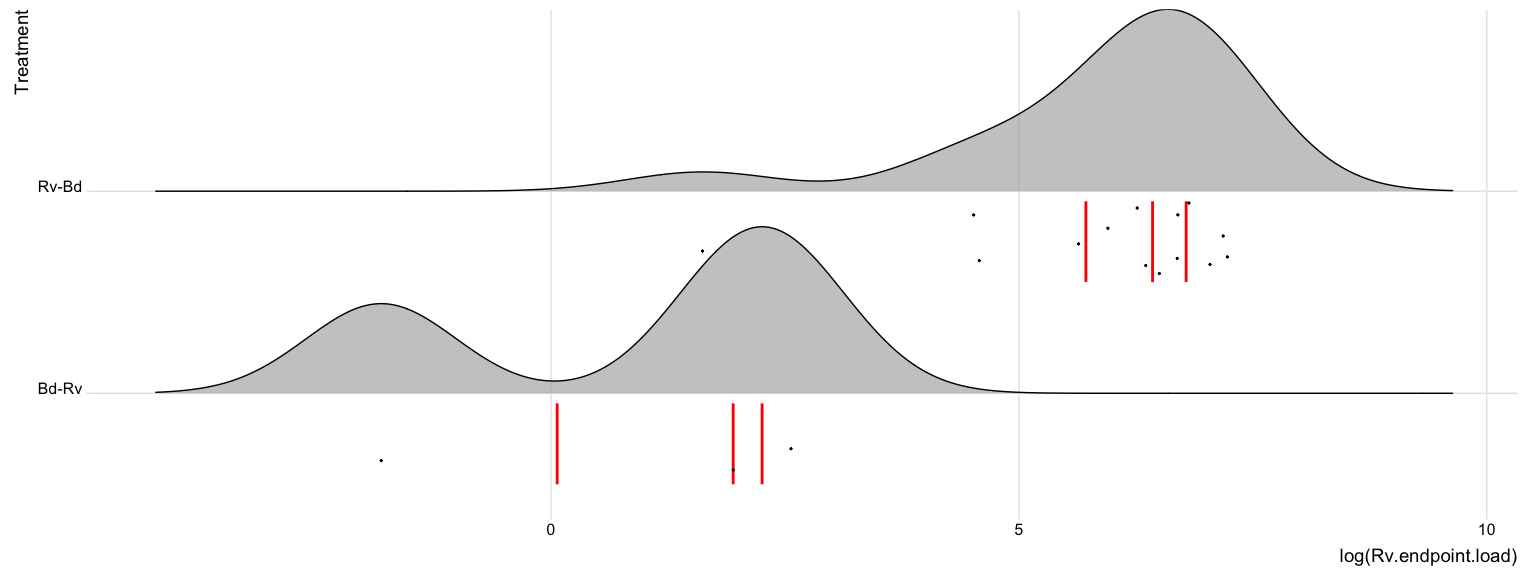 Treatment
Rv-Bd
Bd-Rv
0 5 10
log(Rv.endpoint.load)